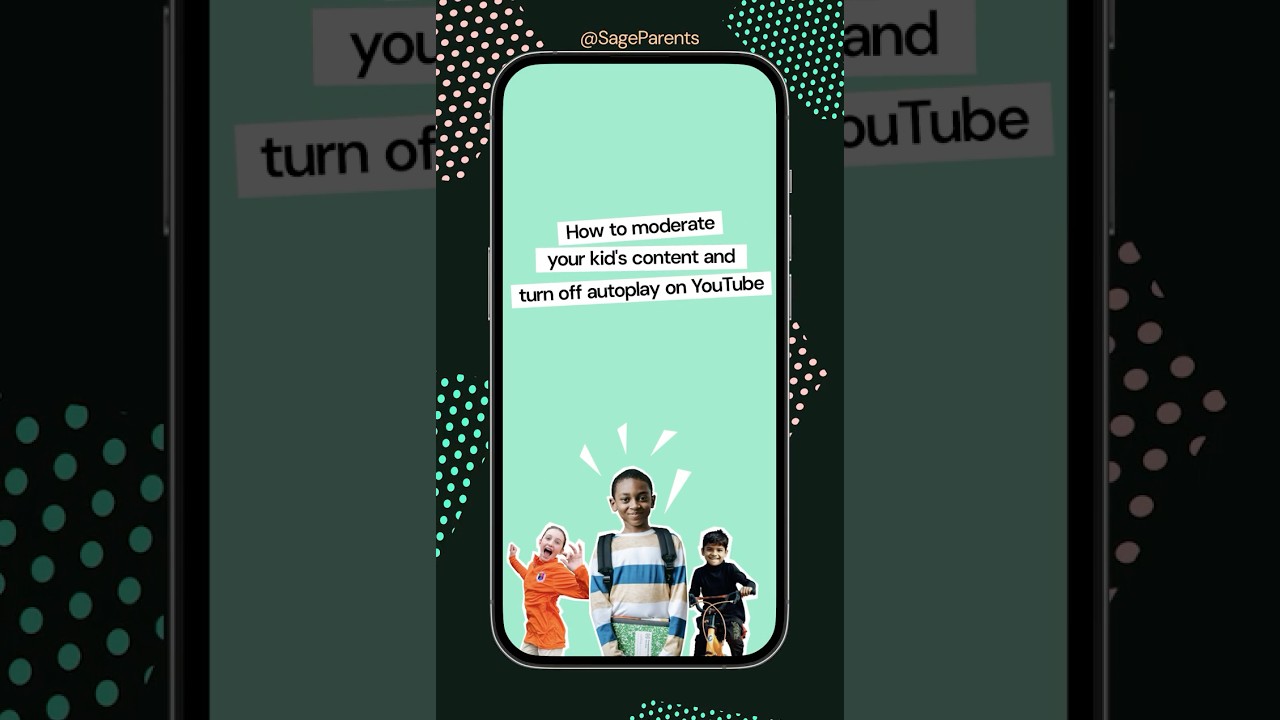 @SageParents
How to moderate
your kid's content and
turn off autoplay on YouTube
you
and
turn of
ouTube